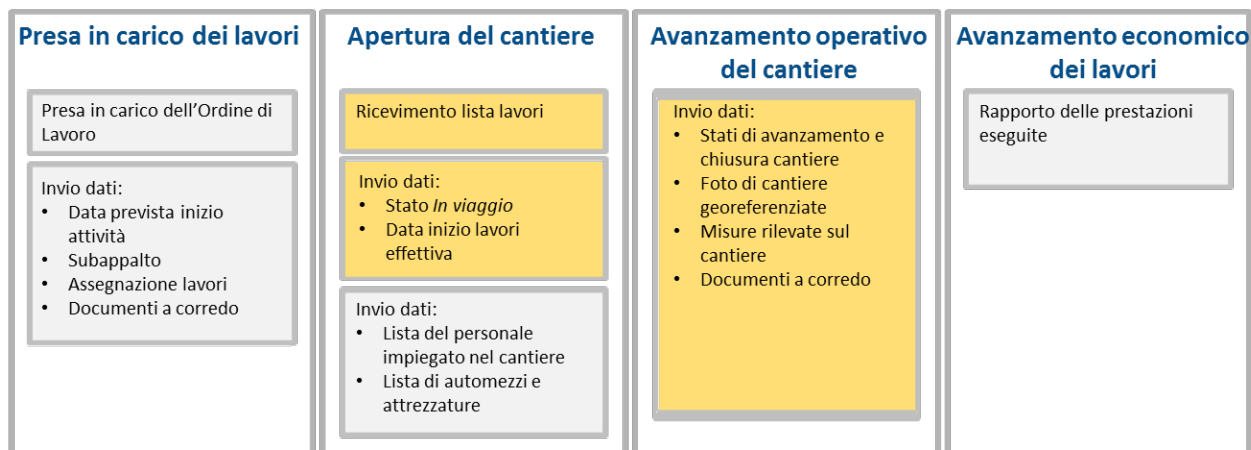 Presa in carico dei lavori
Presa in carico dell'Ordine di
Lavoro
Invio dati:
• Data prevista inizio
attività
• Subappalto
• Assegnazione lavori
• Documenti a corredo
Apertura del cantiere
Ricevimento lista lavori
Invio dati:
• Stato In viaggio
• Data inizio lavori
effettiva
Invio dati:
• Lista del personale
impiegato nel cantiere
• Lista di automezzi e
attrezzature
Avanzamento operativo
del cantiere
Invio dati:
• Stati di avanzamento e
chiusura cantiere
• Foto di cantiere
georeferenziate
• Misure rilevate sul
cantiere
• Documenti a corredo
Avanzamento economico
dei lavori
Rapporto delle prestazioni
eseguite